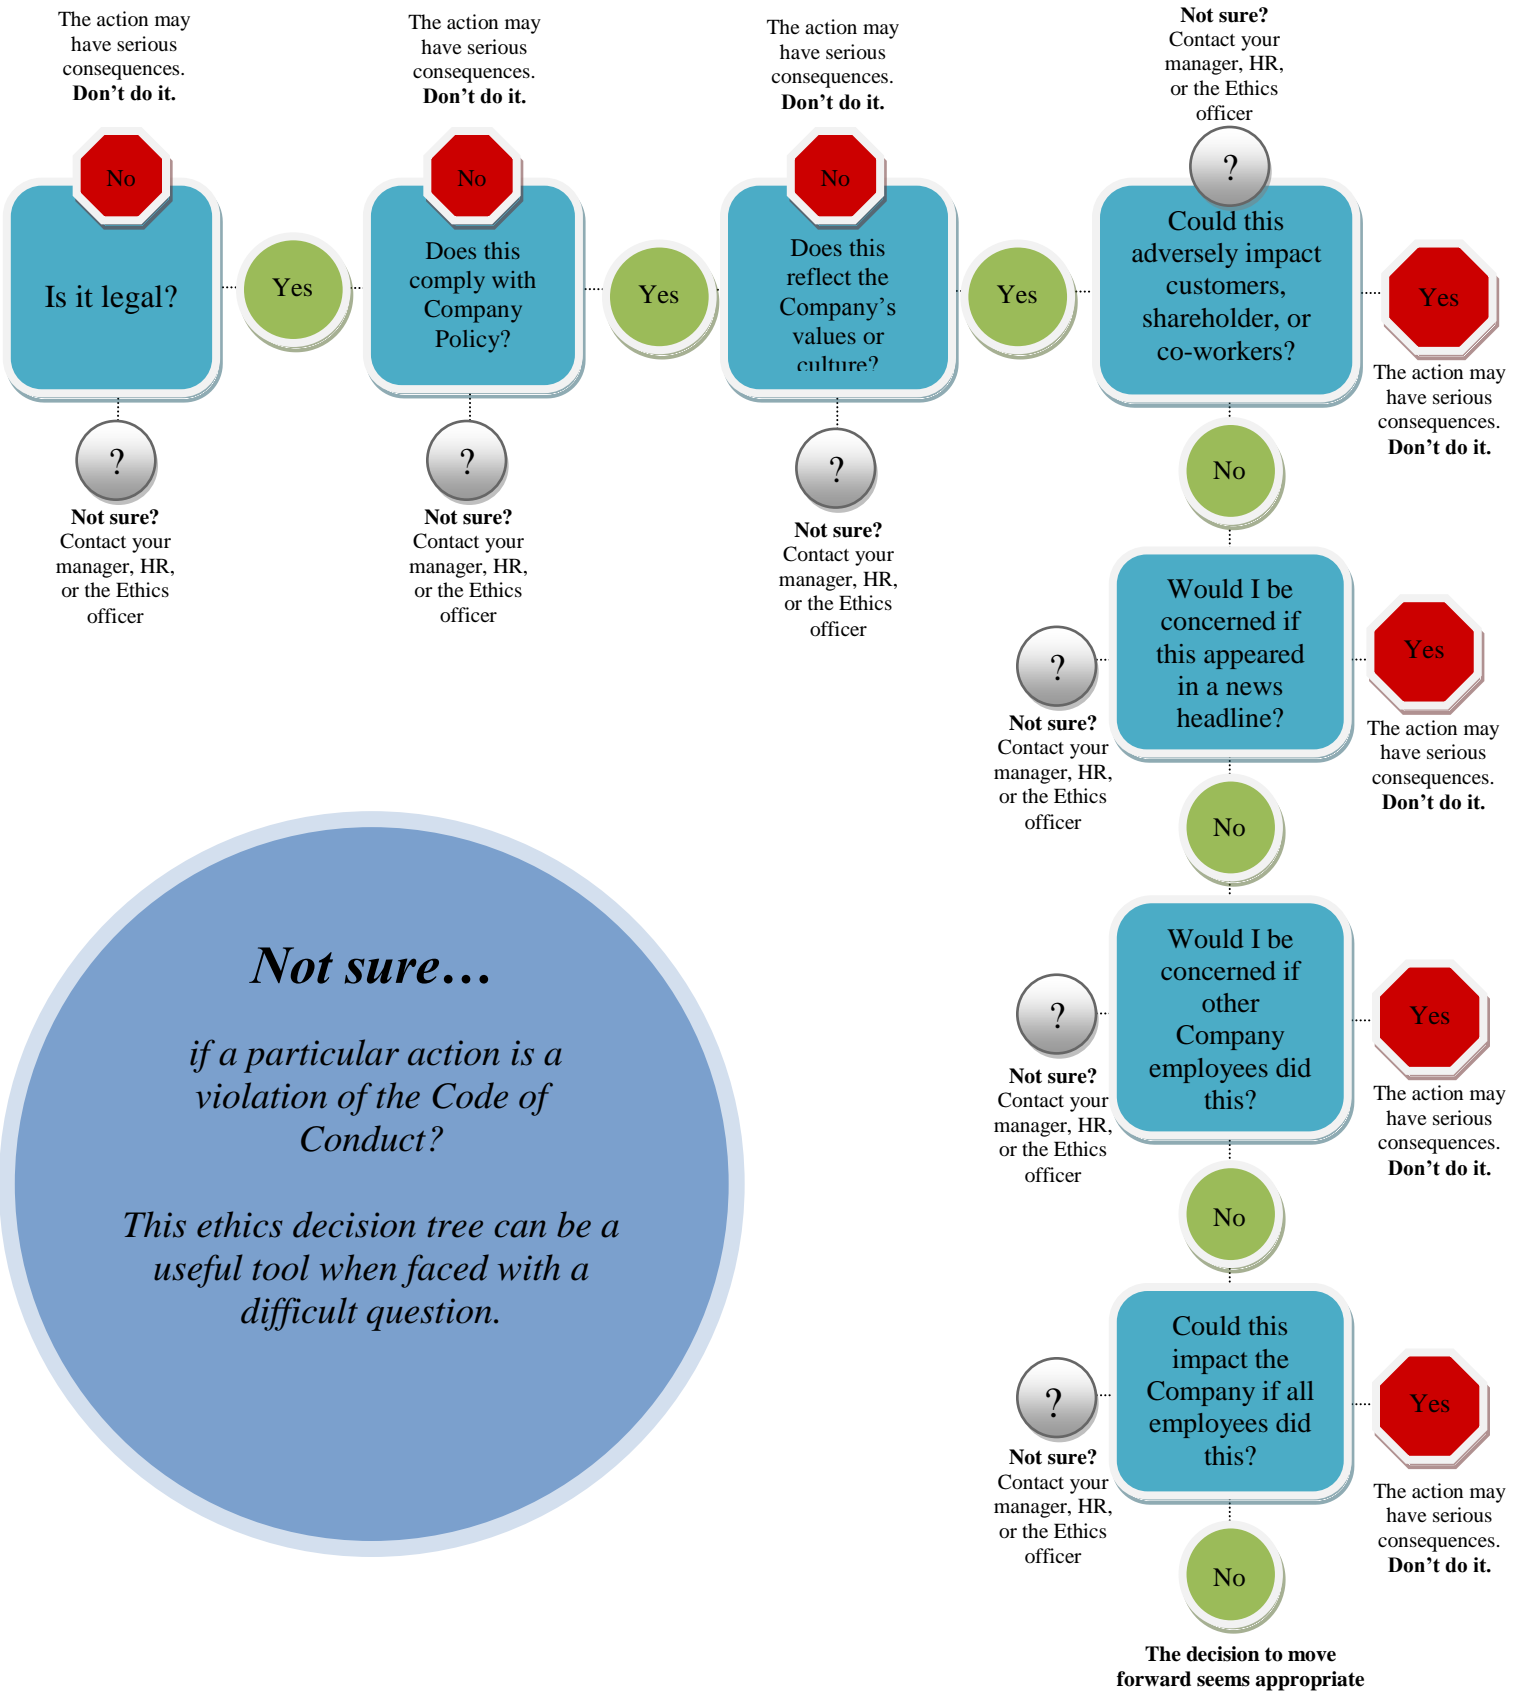 The action may
have serious
consequences.
Don’t do it.
No
Is it legal?
?
Not sure?
Contact your
manager, HR,
or the Ethics
officer
Yes
The action may
have serious
consequences.
Don’t do it.
No
Does this
comply with
Company
Policy?
?
Not sure?
Contact your
manager, HR,
or the Ethics
officer
Yes
The action may
have serious
consequences.
Don’t do it.
No
Does this
reflect the
Company’s
values or
culture?
?
Not sure?
Contact your
manager, HR,
or the Ethics
officer
Yes
Not sure?
Contact your
manager, HR,
or the Ethics
officer
?
Could this
adversely impact
customers,
shareholder, or
co-workers?
Yes
The action may
have serious
consequences.
Don’t do it.
No
Would I be
concerned if
this appeared
in a news
headline?
?
Not sure?
Contact your
manager, HR,
or the Ethics
officer
Yes
The action may
have serious
consequences.
Don’t do it.
No
Would I be
concerned if
other
Company
employees did
this?
?
Not sure?
Contact your
manager, HR,
or the Ethics
officer
Yes
The action may
have serious
consequences.
Don’t do it.
No
Could this
impact the
Company if all
employees did
this?
?
Not sure?
Contact your
manager, HR,
or the Ethics
officer
Yes
The action may
have serious
consequences.
Don’t do it.
No
The decision to move
forward seems appropriate
Not sure…
if a particular action is a
violation of the Code of
Conduct?
This ethics decision tree can be a
useful tool when faced with a
difficult question.